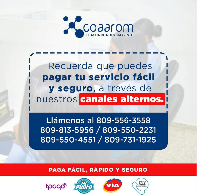 coaarom
Recuerda que puedes
pagar tu servicio fácil
y seguro, a través de
nuestros canales alternos.
Llámenos al 809-556-3558
809-813-5956 / 809-550-2231
809-550-4551 / 809-731-1925
PAGA FÁCIL, RÁPIDO Y SEGURO
tpago